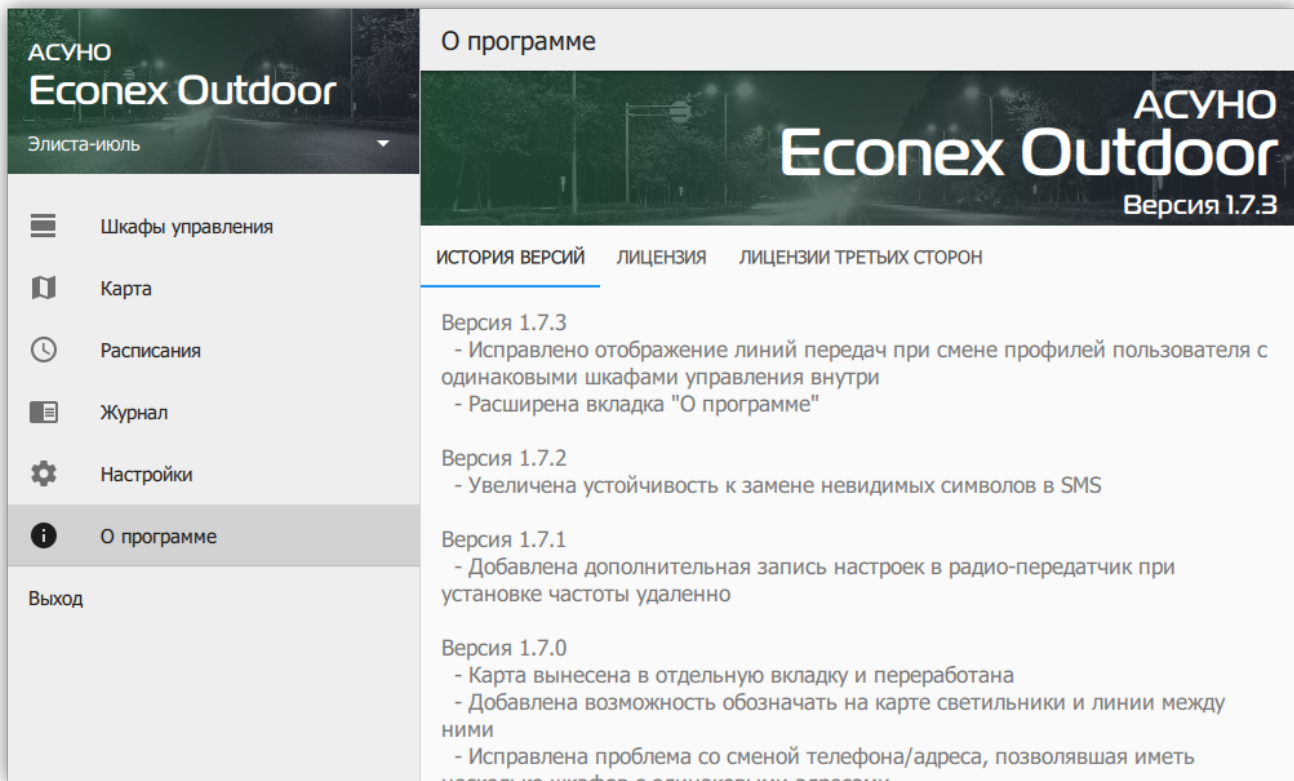 АСУНО
Econex Outdoor
Элиста-июль
Шкафы управления
Карта
Расписания
Журнал
Настройки
О программе
Выход
О программе
АСУНО
Econex Outdoor
Версия 1.7.3
ИСТОРИЯ ВЕРСИЙ ЛИЦЕНЗИЯ ЛИЦЕНЗИИ ТРЕТЬИХ СТОРОН
Версия 1.7.3
- Исправлено отображение линий передач при смене профилей пользователя с
одинаковыми шкафами управления внутри
- Расширена вкладка "О программе"
Версия 1.7.2
- Увеличена устойчивость к замене невидимых символов в SMS
Версия 1.7.1
- Добавлена дополнительная запись настроек в радио-передатчик при
установке частоты удаленно
Версия 1.7.0
- Карта вынесена в отдельную вкладку и переработана
- Добавлена возможность обозначать на карте светильники и линии между
ними
- Исправлена проблема со сменой телефона/адреса, позволявшая иметь
несколько шкафов с одинаковыми адресами